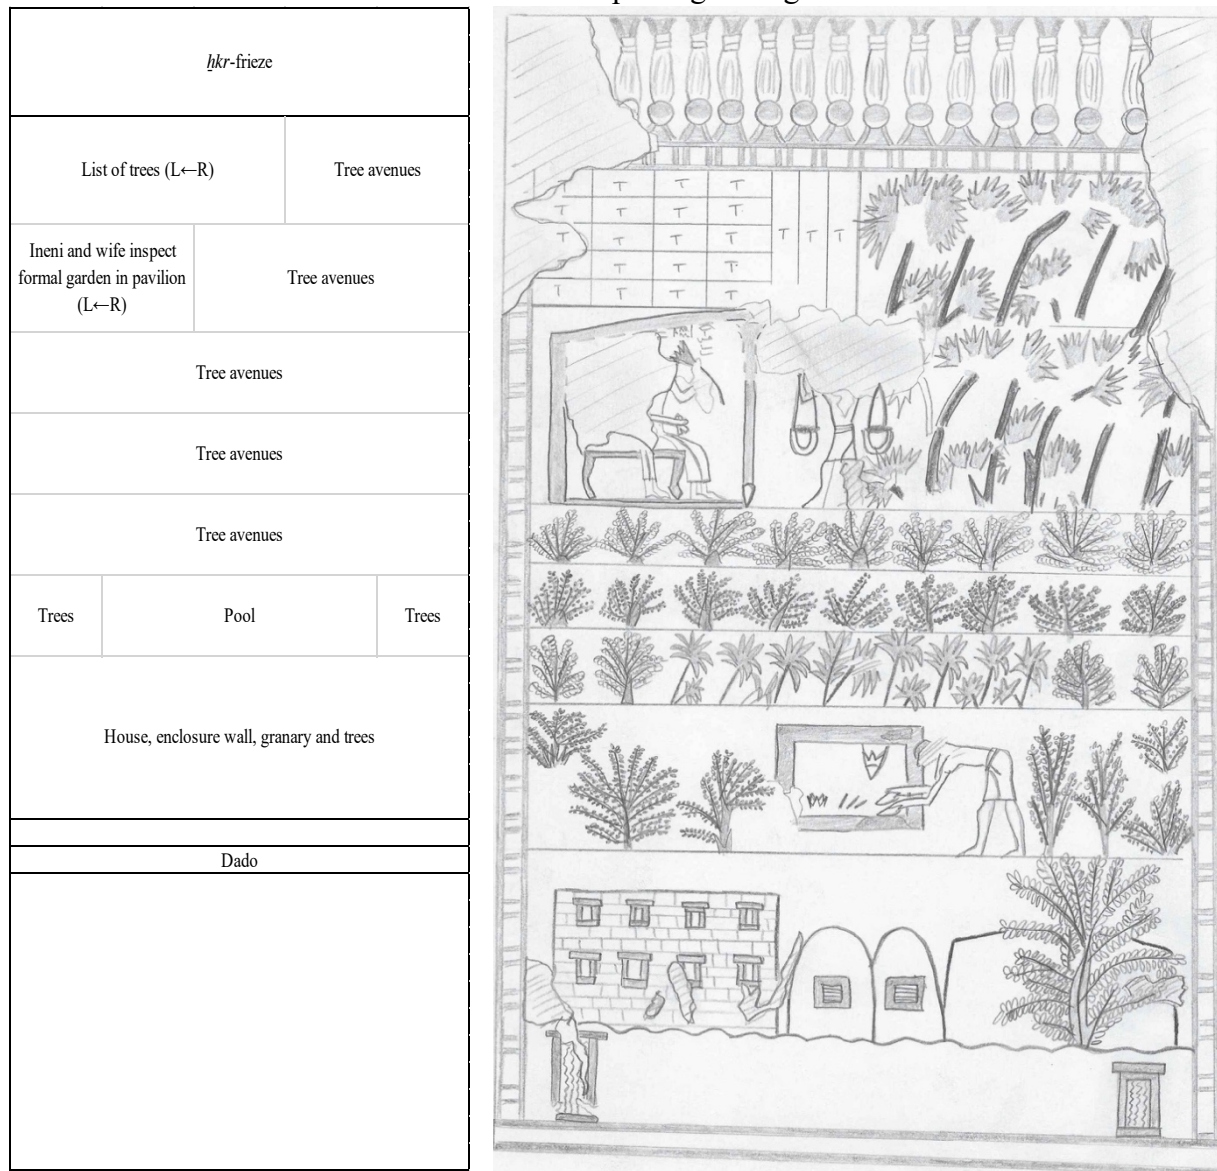 ẖkr-frieze
List of trees (L←R)
Tree avenues
Ineni and wife inspect
formal garden in pavilion
(L←R)
Tree avenues
Tree avenues
Tree avenues
Tree avenues
Trees
Pool
Trees
House, enclosure wall, granary and trees
Dado
T T T T
T T T T
T T T T T T T
T T T
T T T T